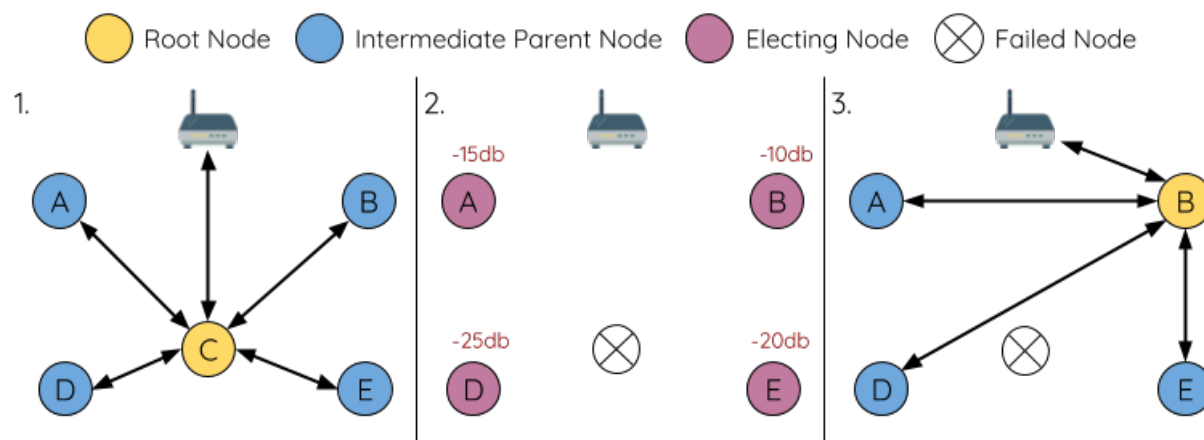 Root Node
Intermediate Parent Node
Electing Node
Failed Node
1.
A
B
C
D
E
2.
-15db
-10db
A
B
-25db
-20db
D
E
3.
A
B
D
E